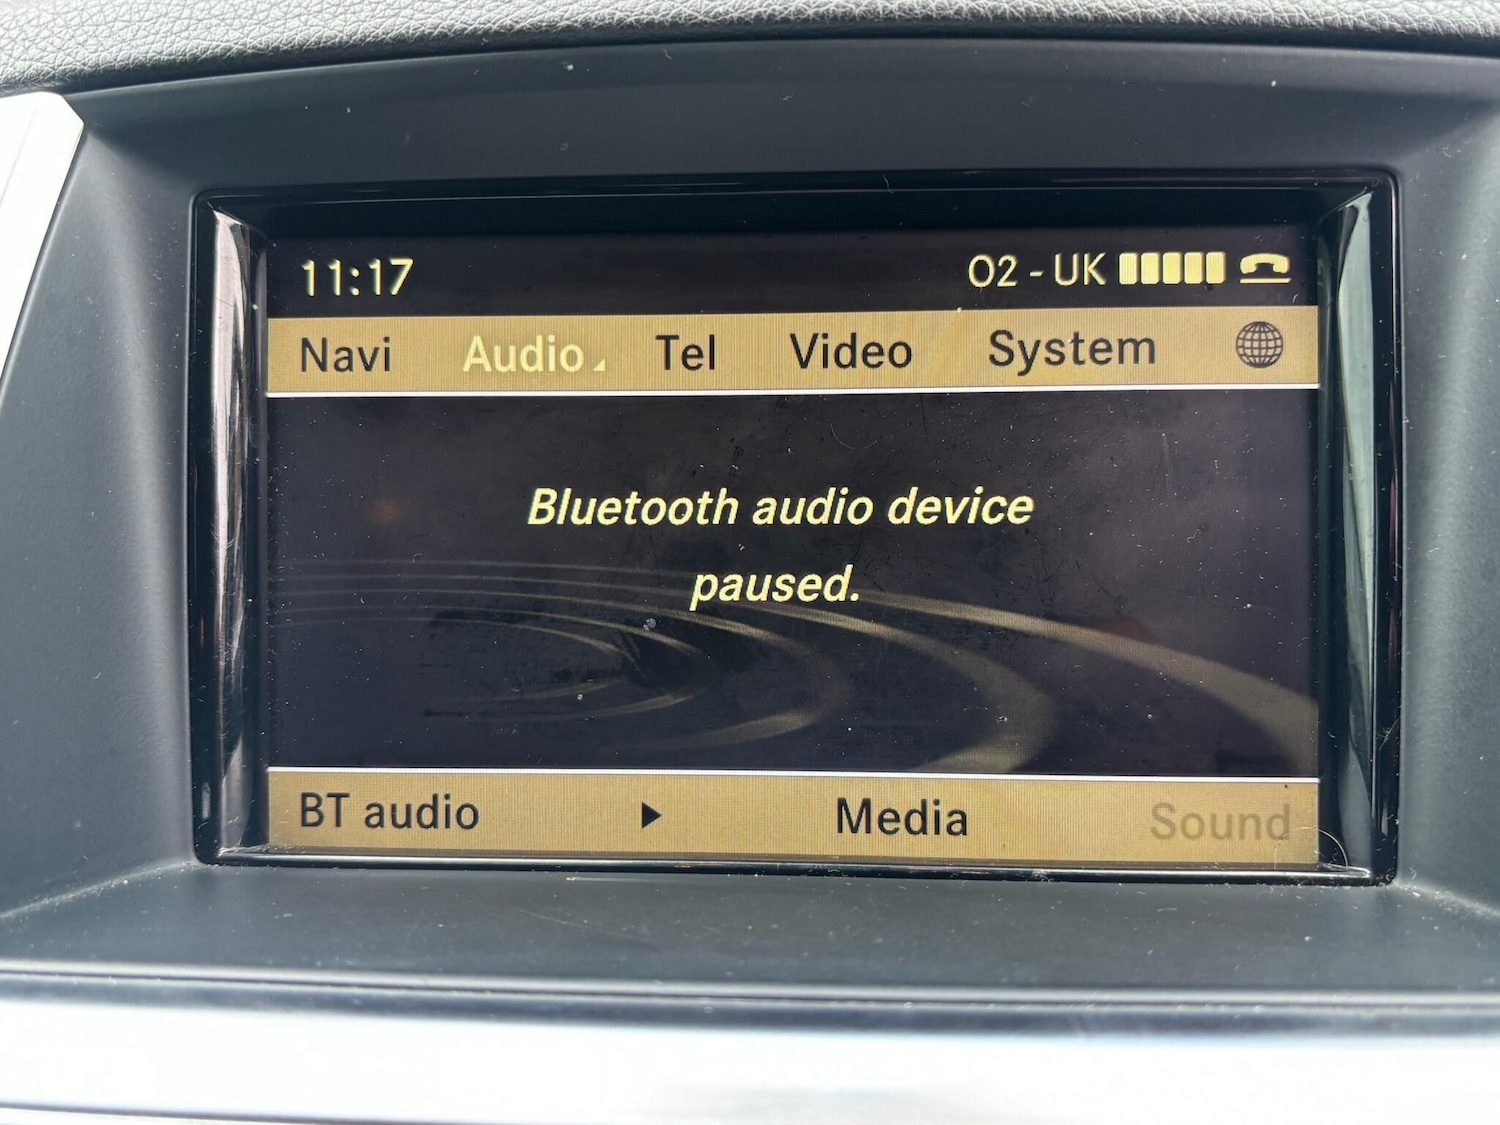 11:17 O2 - UK
Navi Audio Tel Video System
Bluetooth audio device
paused.
BT audio Media Sound